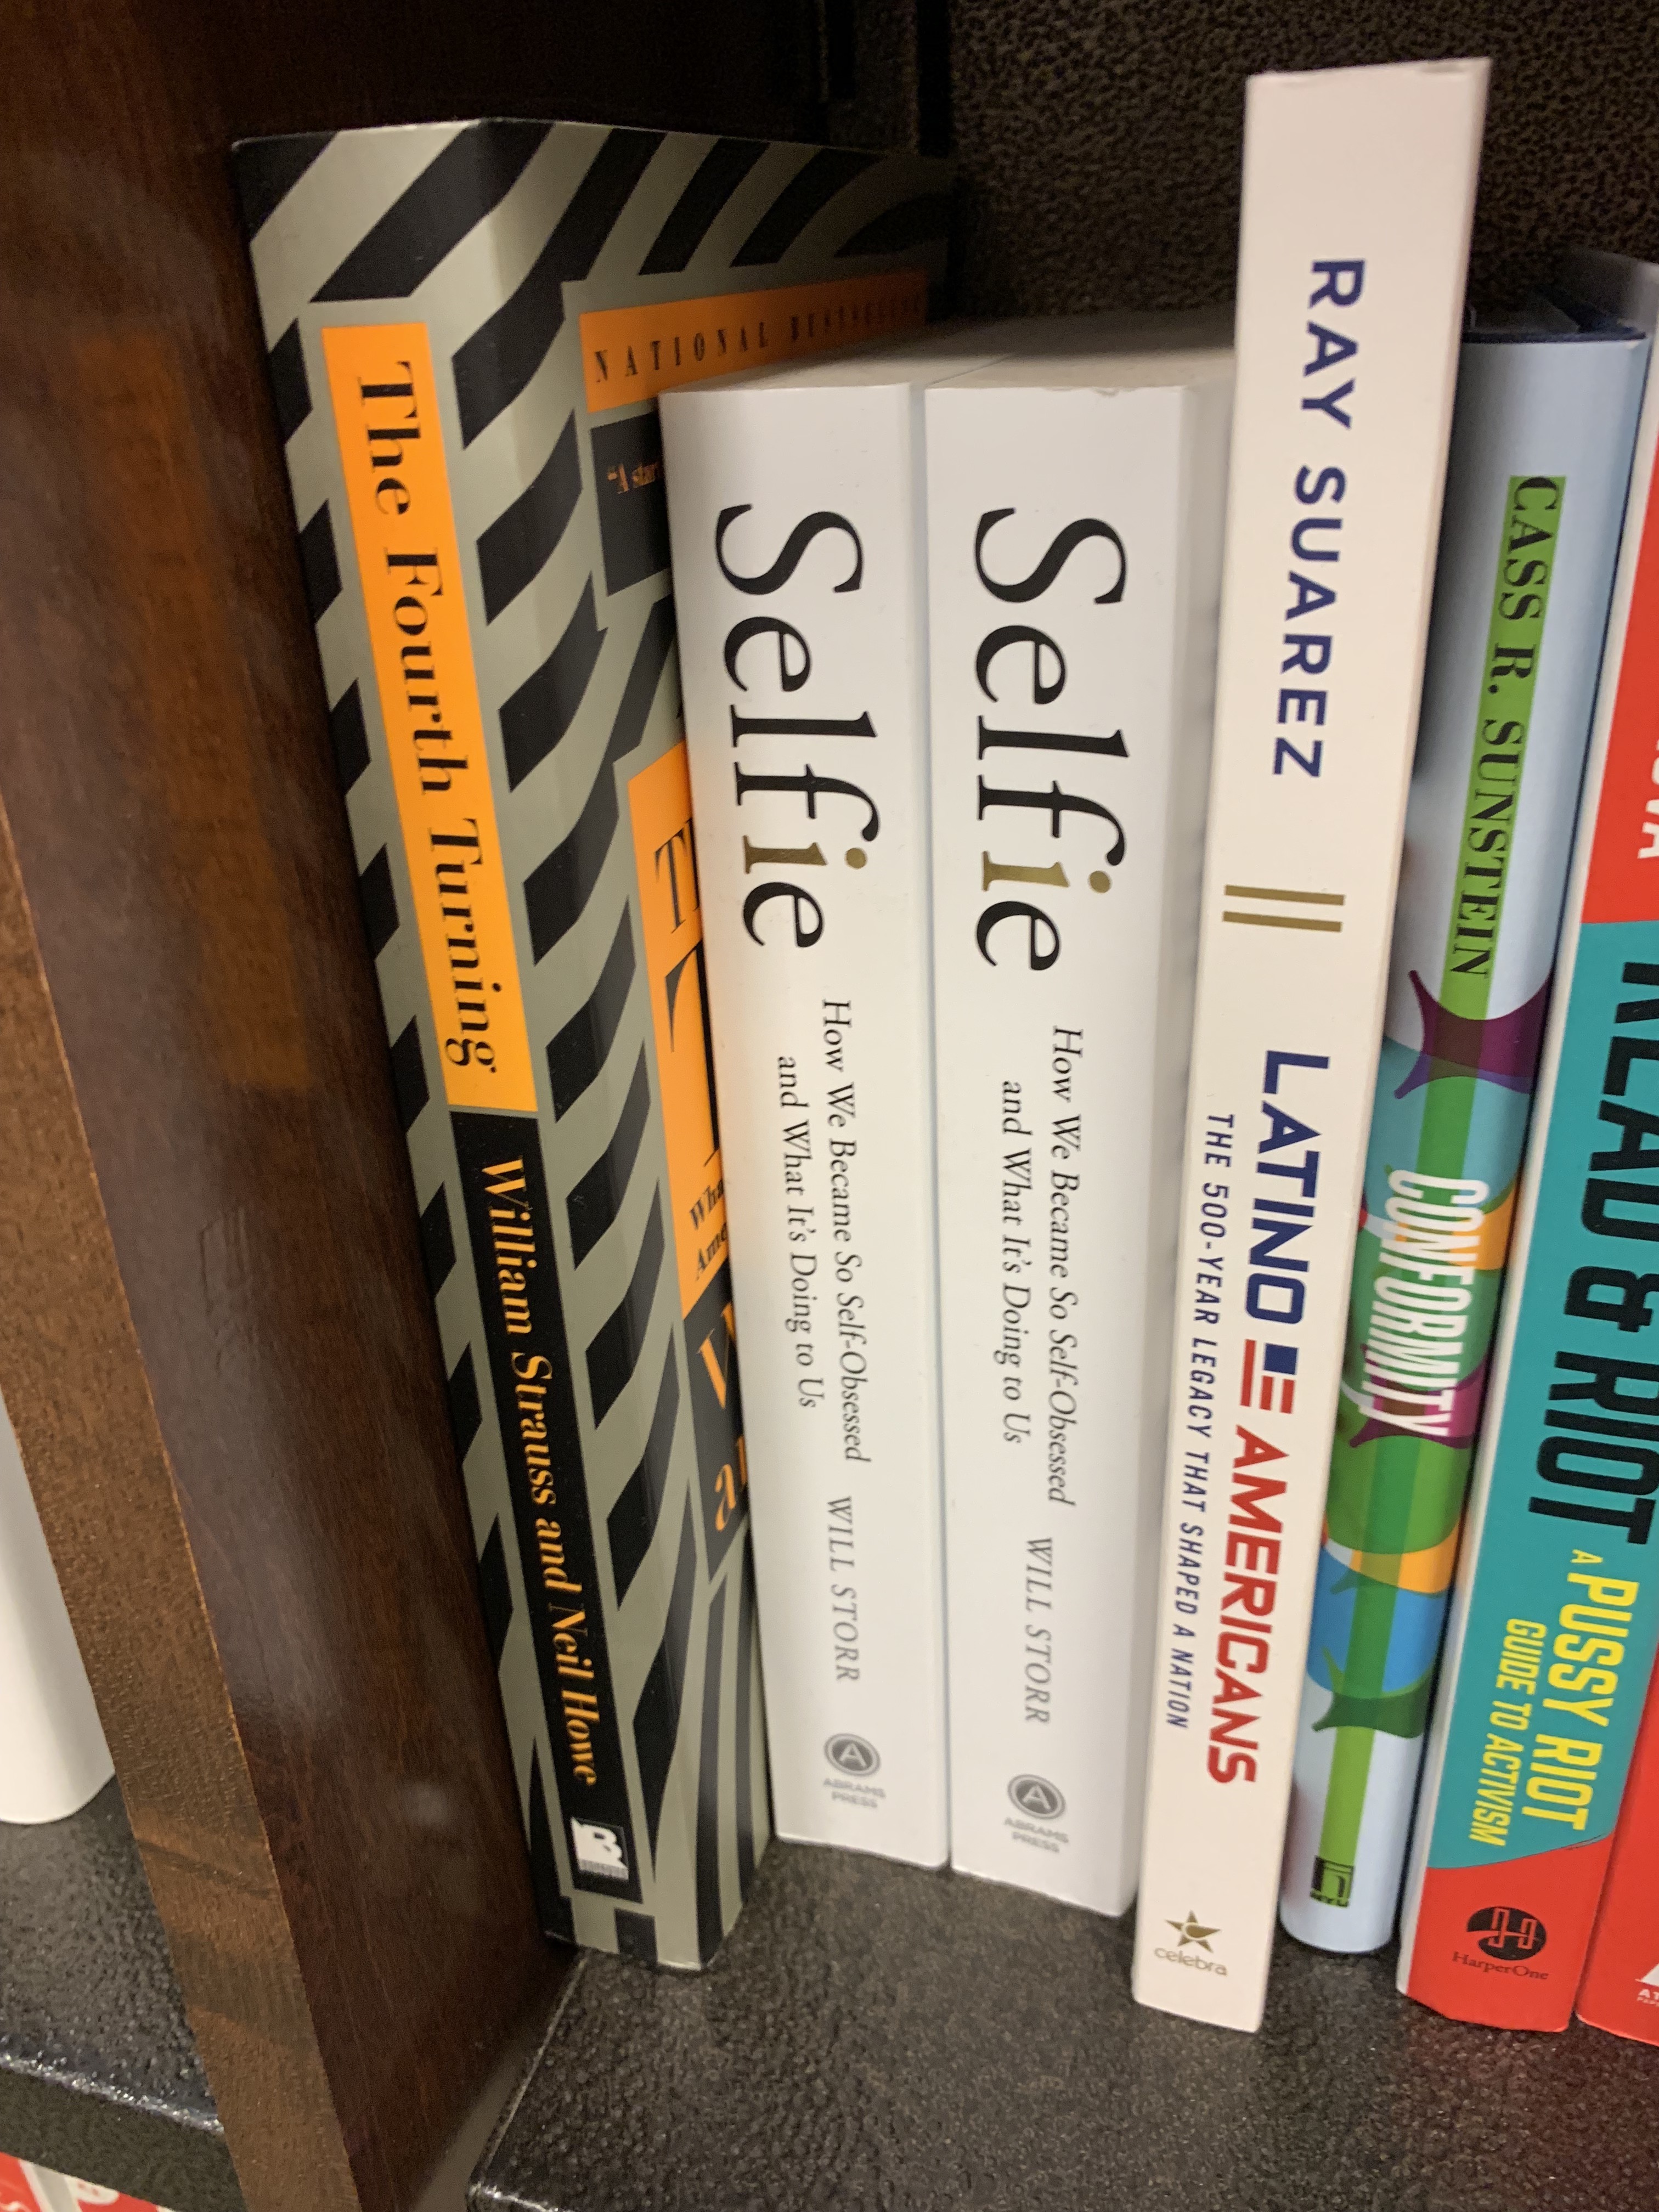 The Fourth Turning
William Strauss and Neil Howe
B
NATIONAL BESTSELLER
"A
Selfie
How We Became So Self-Obsessed
and What It's Doing to Us
WILL STORR
A
ABRAMS
PRESS
Selfie
How We Became So Self-Obsessed
and What It's Doing to Us
WILL STORR
A
ABRAMS
PRESS
RAY SUAREZ
LATINO AMERICANS
THE 500-YEAR LEGACY THAT SHAPED A NATION
celebra
CASS R. SUNSTEIN
CONFORMITY
READ & RIOT
A PUSSY RIOT
GUIDE TO ACTIVISM
HarperOne